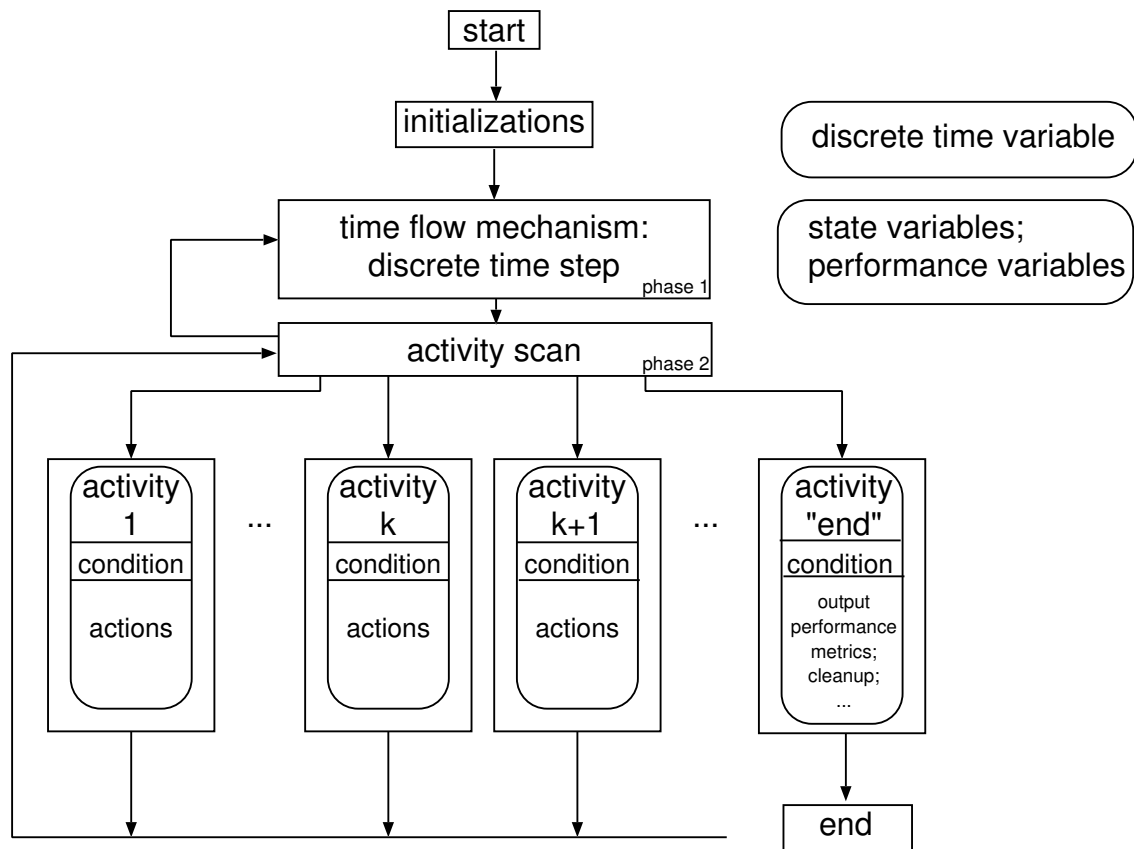 start
initializations
discrete time variable
time flow mechanism:
discrete time step
phase 1
state variables;
performance variables
activity scan
phase 2
activity
1
condition
actions
...
activity
k
condition
actions
activity
k+1
condition
actions
...
activity
"end"
condition
output
performance
metrics;
cleanup;
...
end